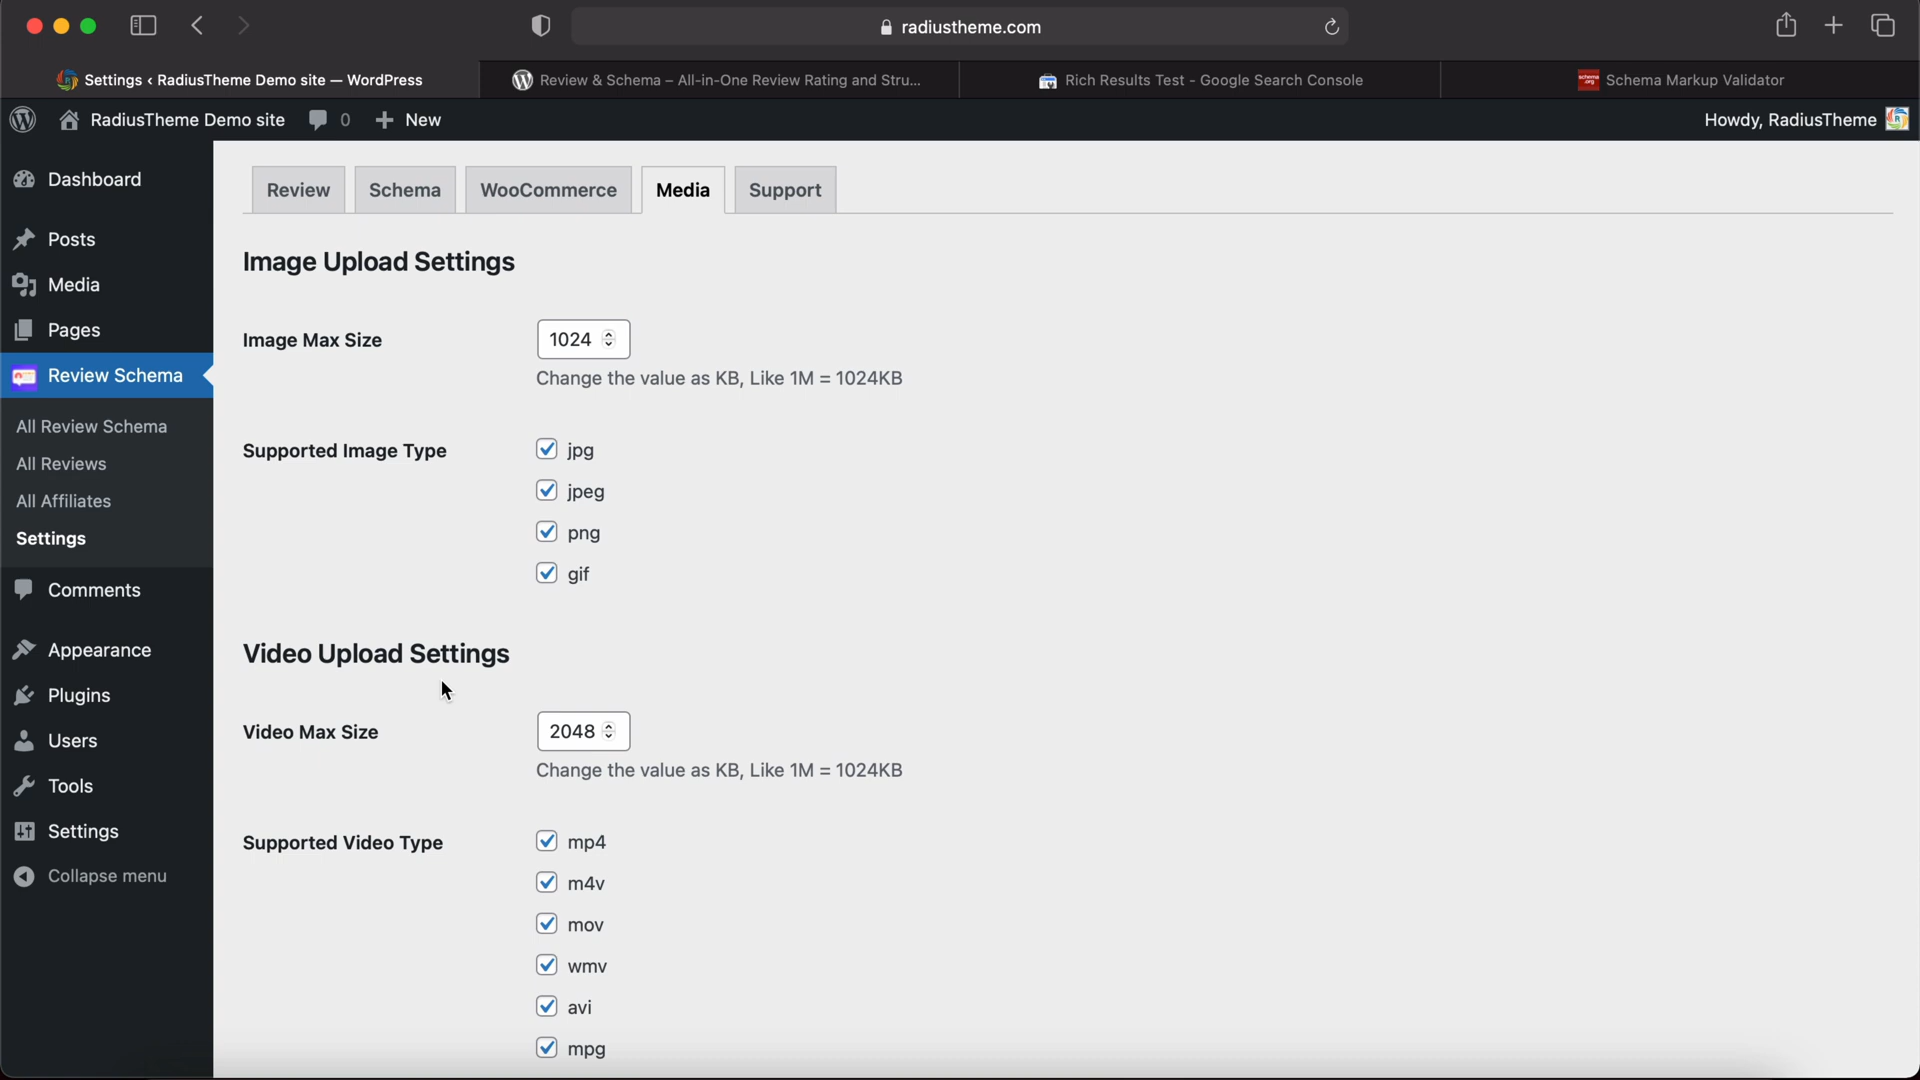 radiustheme.com
Settings ‹ RadiusTheme Demo site — WordPress
Review & Schema – All-in-One Review Rating and Stru...
Rich Results Test - Google Search Console
Schema Markup Validator
RadiusTheme Demo site
0
New
Howdy, RadiusTheme
Dashboard
Posts
Media
Pages
Review Schema
All Review Schema
All Reviews
All Affiliates
Settings
Comments
Appearance
Plugins
Users
Tools
Settings
Collapse menu
Review
Schema
WooCommerce
Media
Support
Image Upload Settings
Image Max Size
1024
Change the value as KB, Like 1M = 1024KB
Supported Image Type
jpg
jpeg
png
gif
Video Upload Settings
Video Max Size
2048
Change the value as KB, Like 1M = 1024KB
Supported Video Type
mp4
m4v
mov
wmv
avi
mpg